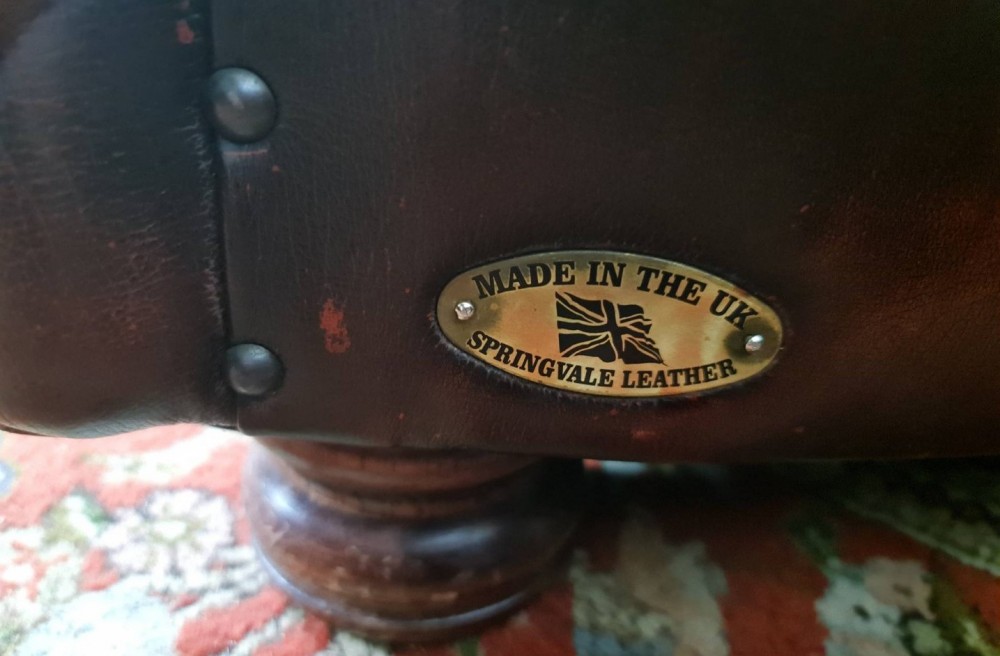 MADE IN THE UK
SPRINGVALE LEATHER